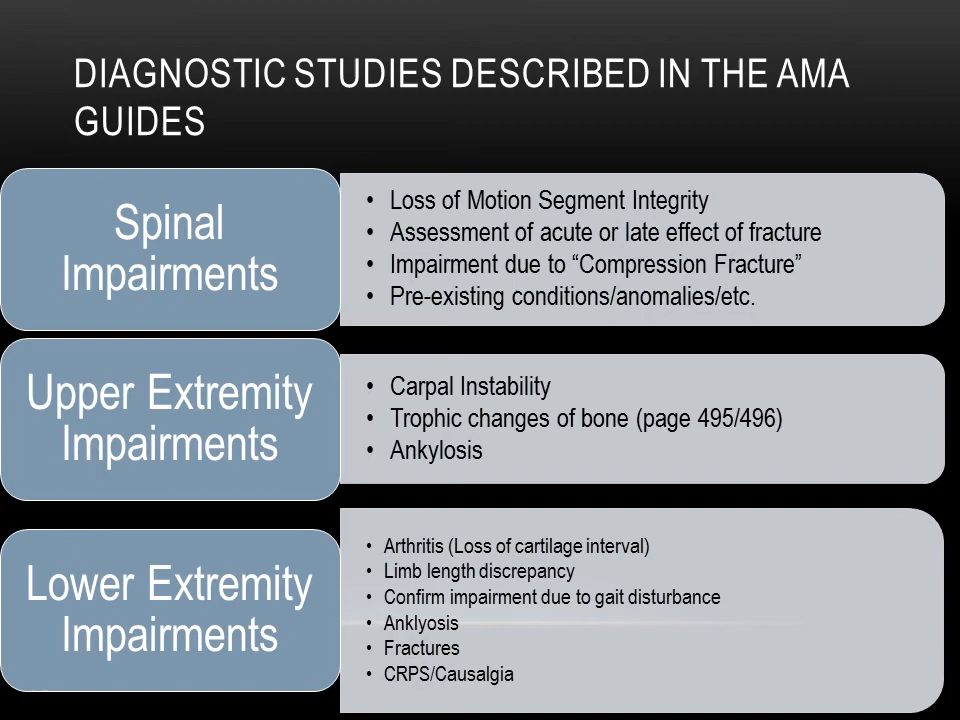 DIAGNOSTIC STUDIES DESCRIBED IN THE AMA
GUIDES
Spinal
Impairments
• Loss of Motion Segment Integrity
• Assessment of acute or late effect of fracture
• Impairment due to “Compression Fracture”
• Pre-existing conditions/anomalies/etc.
Upper Extremity
Impairments
• Carpal Instability
• Trophic changes of bone (page 495/496)
• Ankylosis
Lower Extremity
Impairments
• Arthritis (Loss of cartilage interval)
• Limb length discrepancy
• Confirm impairment due to gait disturbance
• Anklyosis
• Fractures
• CRPS/Causalgia